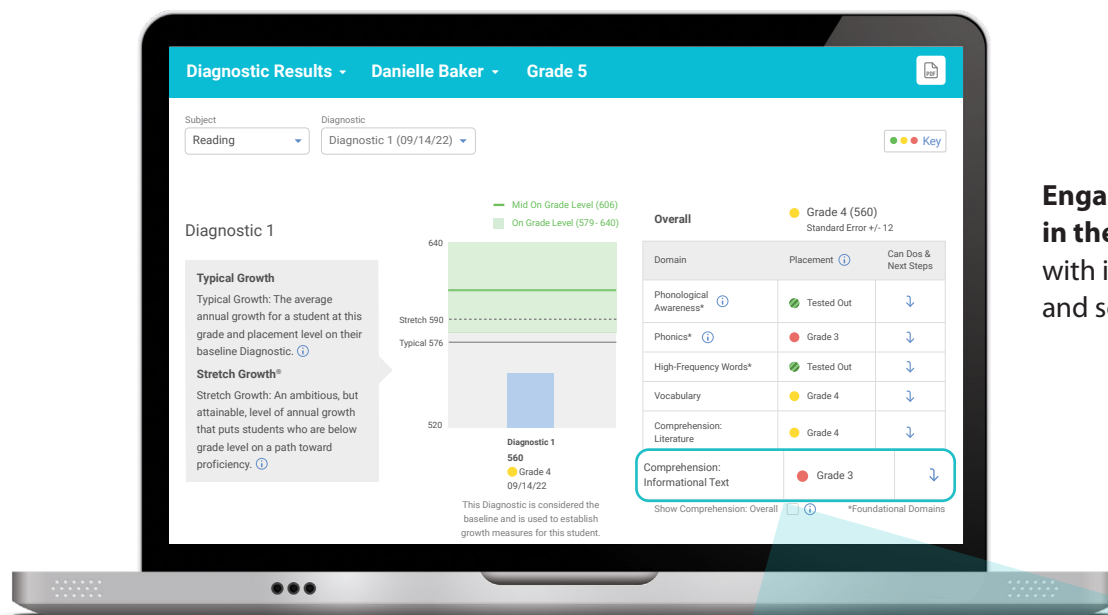 Diagnostic Results Danielle Baker Grade 5
PDF
Subject
Reading
Diagnostic
Diagnostic 1 (09/14/22)
Key
Diagnostic 1
Typical Growth
Typical Growth: The average
annual growth for a student at this
grade and placement level on their
baseline Diagnostic.
Stretch Growth®
Stretch Growth: An ambitious, but
attainable, level of annual growth
that puts students who are below
grade level on a path toward
proficiency.
Mid On Grade Level (606)
On Grade Level (579- 640)
640
Stretch 590
Typical 576
520
Diagnostic 1
560
Grade 4
09/14/22
This Diagnostic is considered the
baseline and is used to establish
growth measures for this student.
Overall
Grade 4 (560)
Standard Error +/- 12
Domain
Placement
Can Dos &
Next Steps
Phonological
Awareness*
Tested Out
Phonics*
Grade 3
High-Frequency Words*
Tested Out
Vocabulary
Grade 4
Comprehension:
Literature
Grade 4
Comprehension:
Informational Text
Grade 3
Show Comprehension: Overall
*Foundational Domains
in the
with i